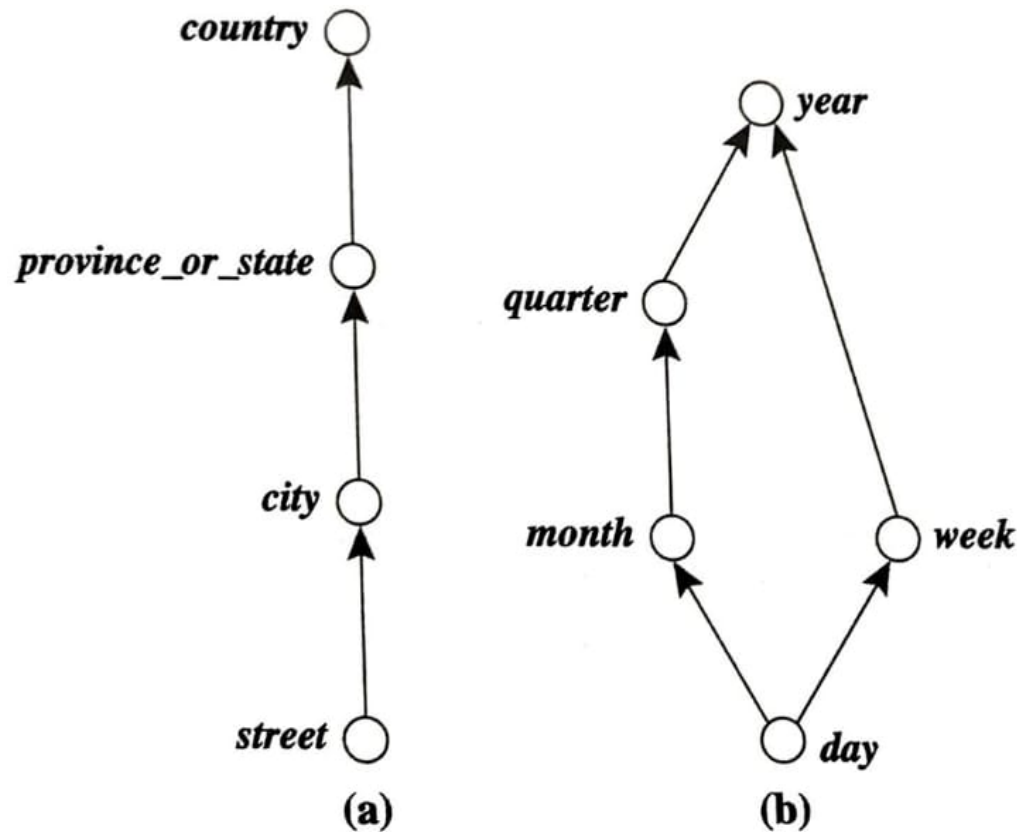 country
province_or_state
city
street
(a)
year
quarter
month
week
day
(b)